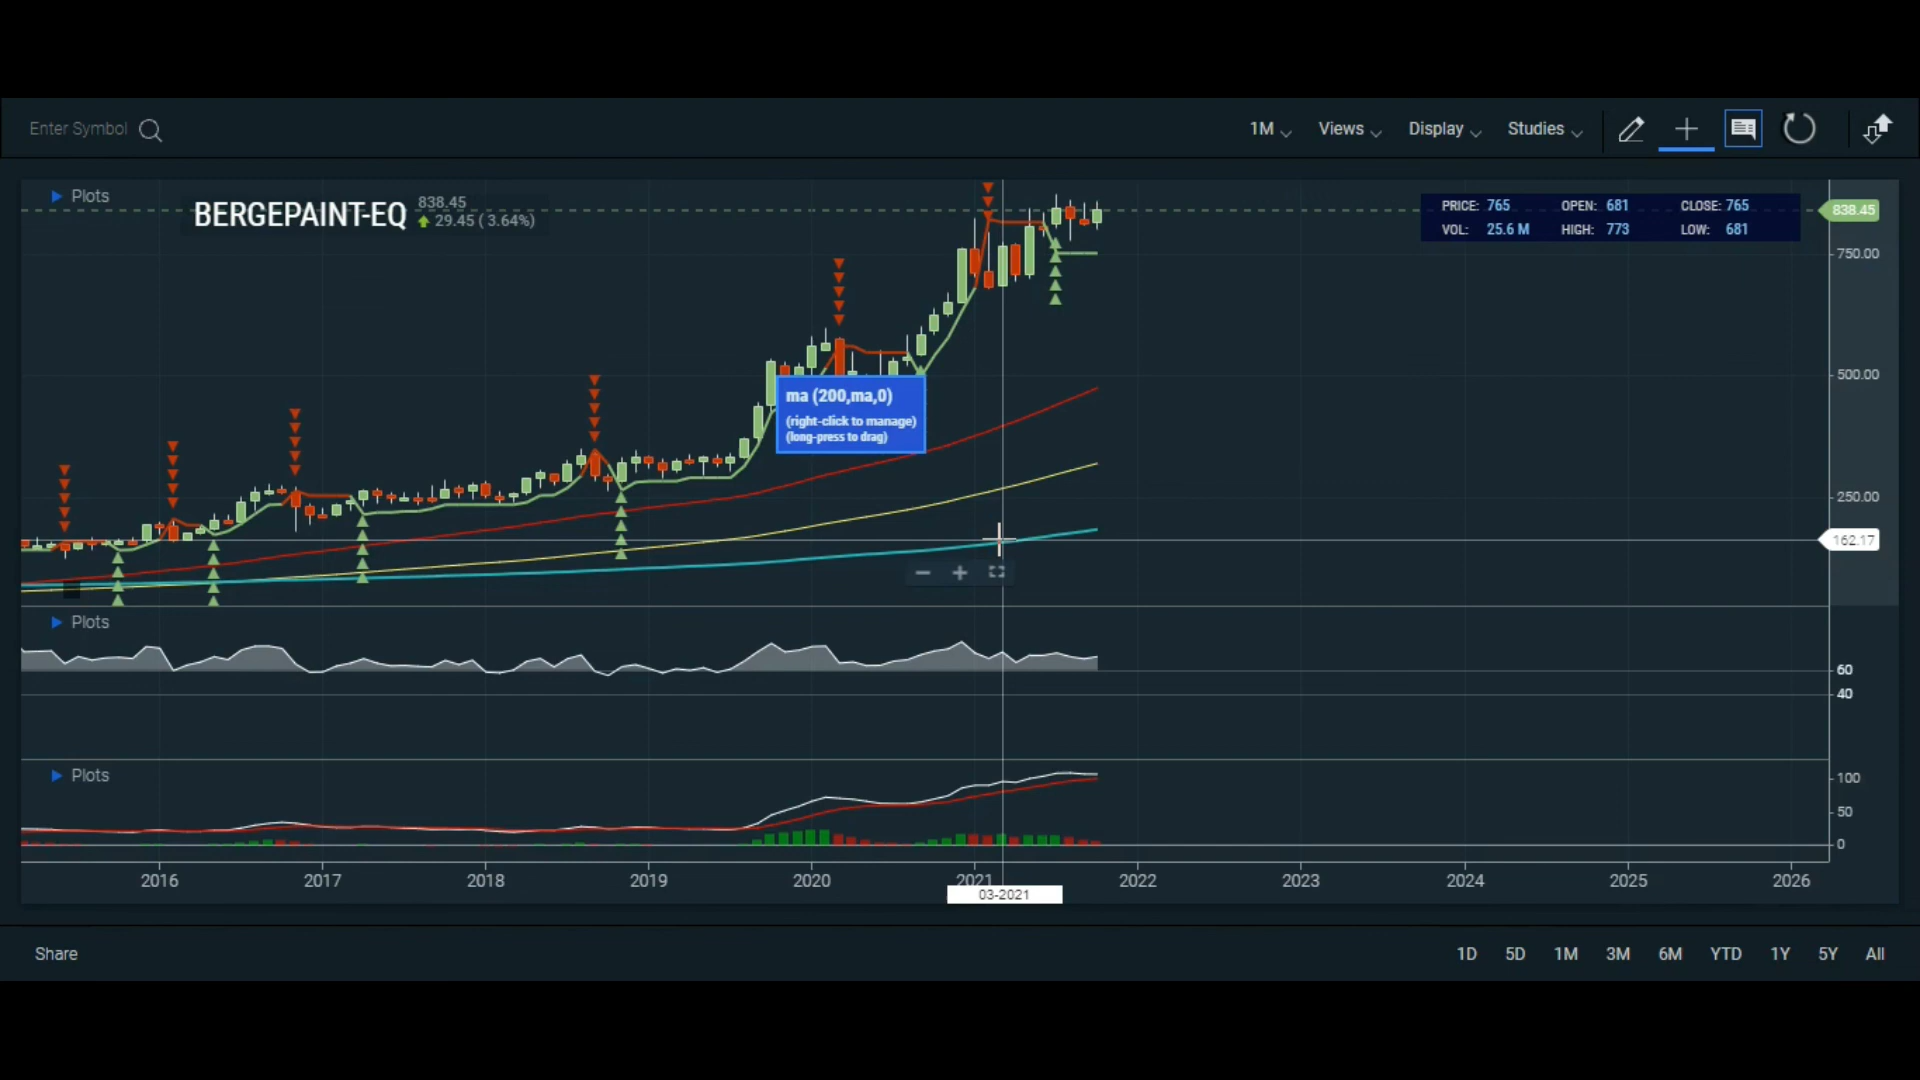 Enter Symbol
1M Views Display Studies
Plots
BERGEPAINT-EQ
838.45
29.45 ( 3.64%)
PRICE: 765 OPEN: 681 CLOSE: 765
VOL: 25.6 M HIGH: 773 LOW: 681
838.45
750.00
500.00
ma (200,ma,0)
(right-click to manage)
(long-press to drag)
250.00
162.17
Plots
60
40
Plots
100
50
0
2016 2017 2018 2019 2020 2021 2022 2023 2024 2025 2026
03-2021
Share
1D 5D 1M 3M 6M YTD 1Y 5Y All